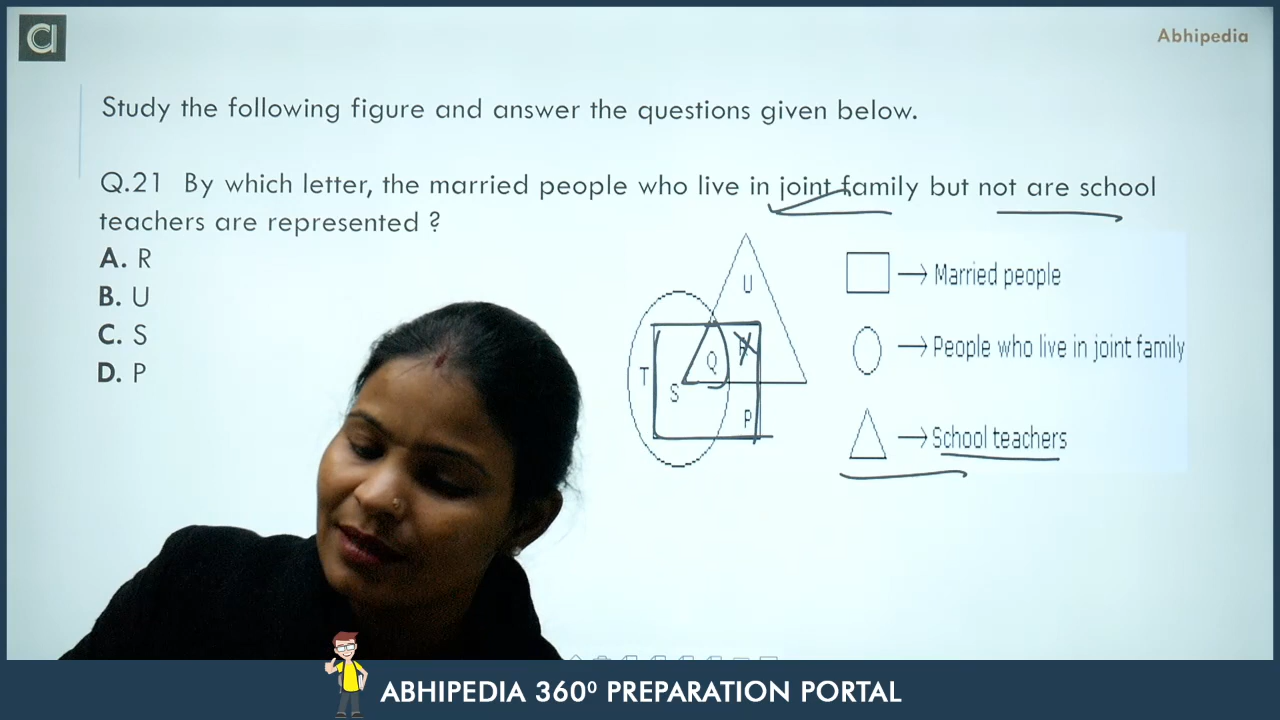 Abhipedia
Study the following figure and answer the questions given below.
Q.21 By which letter, the married people who live in joint family but not are school
teachers are represented ?
A. R
B. U
C. S
D. P
U
Q
T
S
P
→ Married people
→ People who live in joint family
→ School teachers
ABHIPEDIA 360⁰ PREPARATION PORTAL